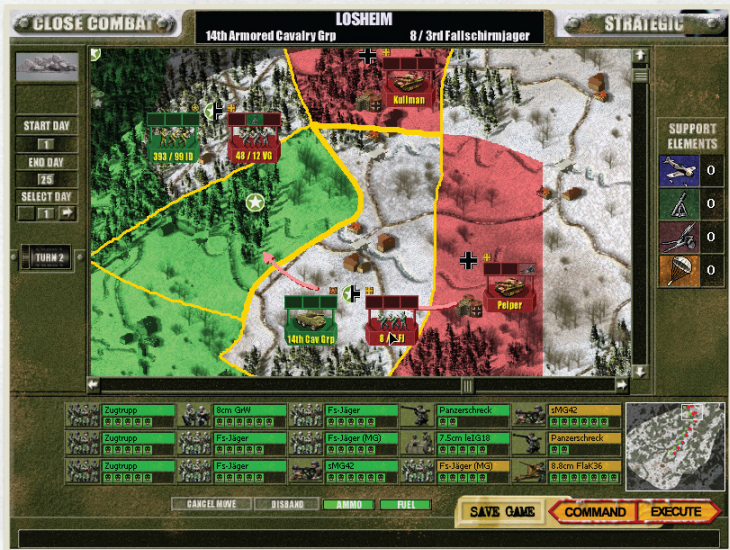 CLOSE COMBAT
LOSHEIM
STRATEGIC
14th Armored Cavalry Grp
8 / 3rd Fallschirmjager
START DAY
1
END DAY
25
SELECT DAY
1
TURN 2
Kullman
393 / 99 ID
48 / 12 VG
Peiper
14th Cav Grp
SUPPORT
ELEMENTS
0
0
0
0
Zugtrupp
8cm GrW
Fs-Jäger
Panzerschreck
sMG42
Zugtrupp
Fs-Jäger
Fs-Jäger (MG)
7.5cm leIG18
Panzerschreck
Zugtrupp
Fs-Jäger
sMG42
Fs-Jäger (MG)
8.8cm FlaK36
CANCEL MOVE
DISBAND
AMMO
FUEL
SAVE GAME
COMMAND
EXECUTE